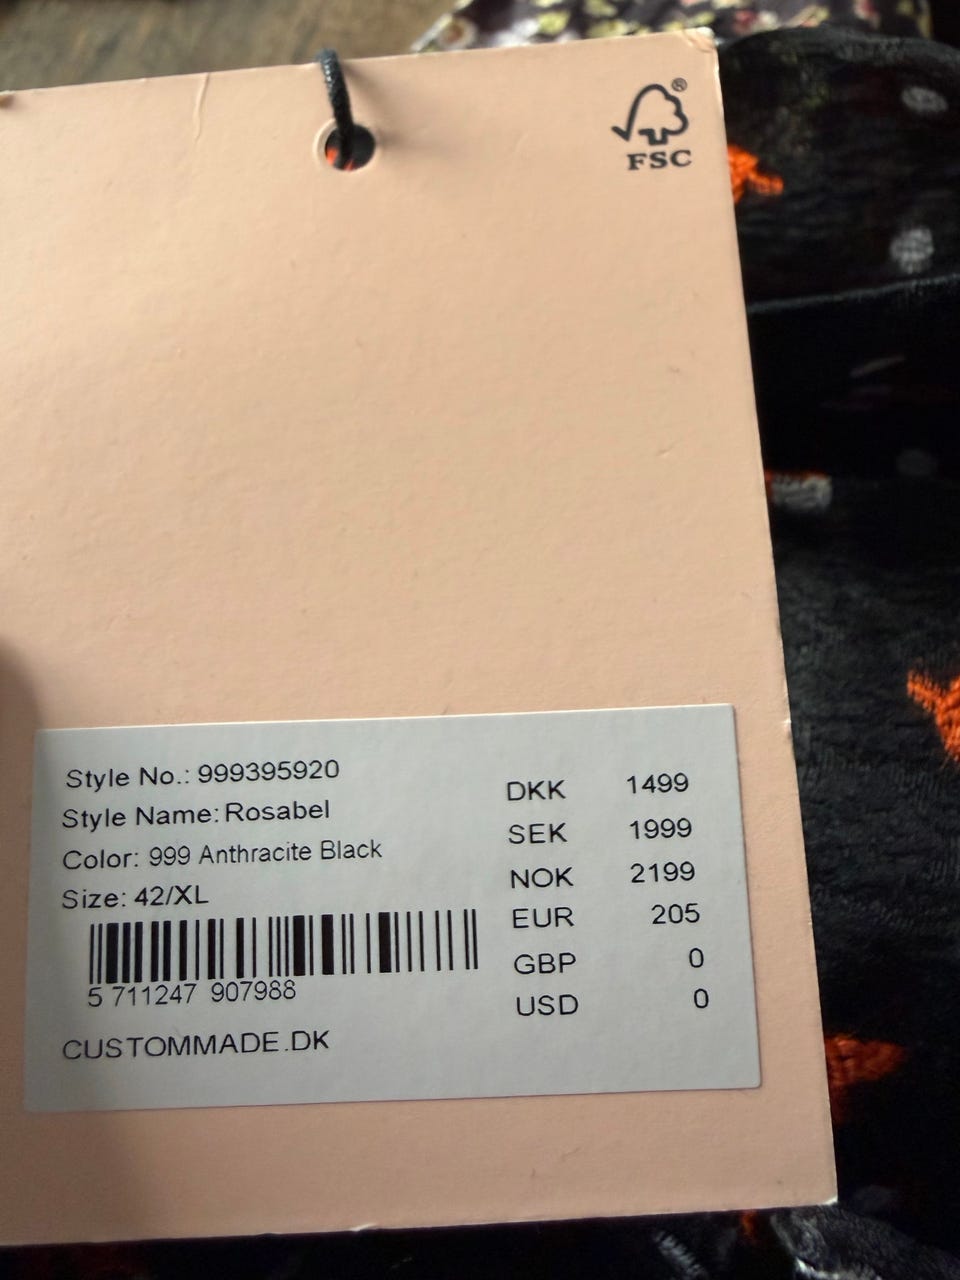 ®
FSC
Style No.: 999395920
Style Name: Rosabel
Color: 999 Anthracite Black
Size: 42/XL
5 711247 907988
CUSTOMMADE.DK
DKK 1499
SEK 1999
NOK 2199
EUR 205
GBP 0
USD 0